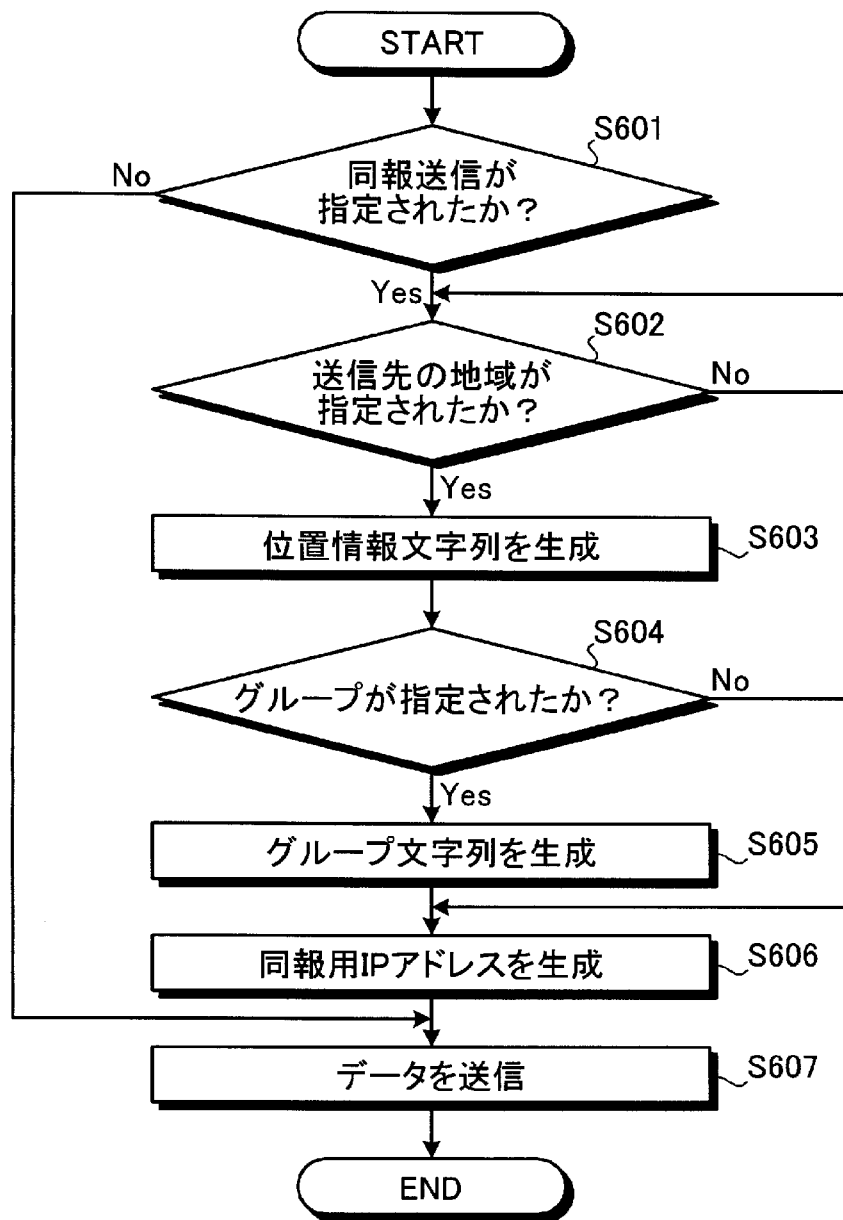 START
S601
同報送信が
指定されたか？
No
Yes
S602
送信先の地域が
指定されたか？
No
Yes
位置情報文字列を生成
S603
S604
グループが指定されたか？
No
Yes
グループ文字列を生成
S605
同報用IPアドレスを生成
S606
データを送信
S607
END